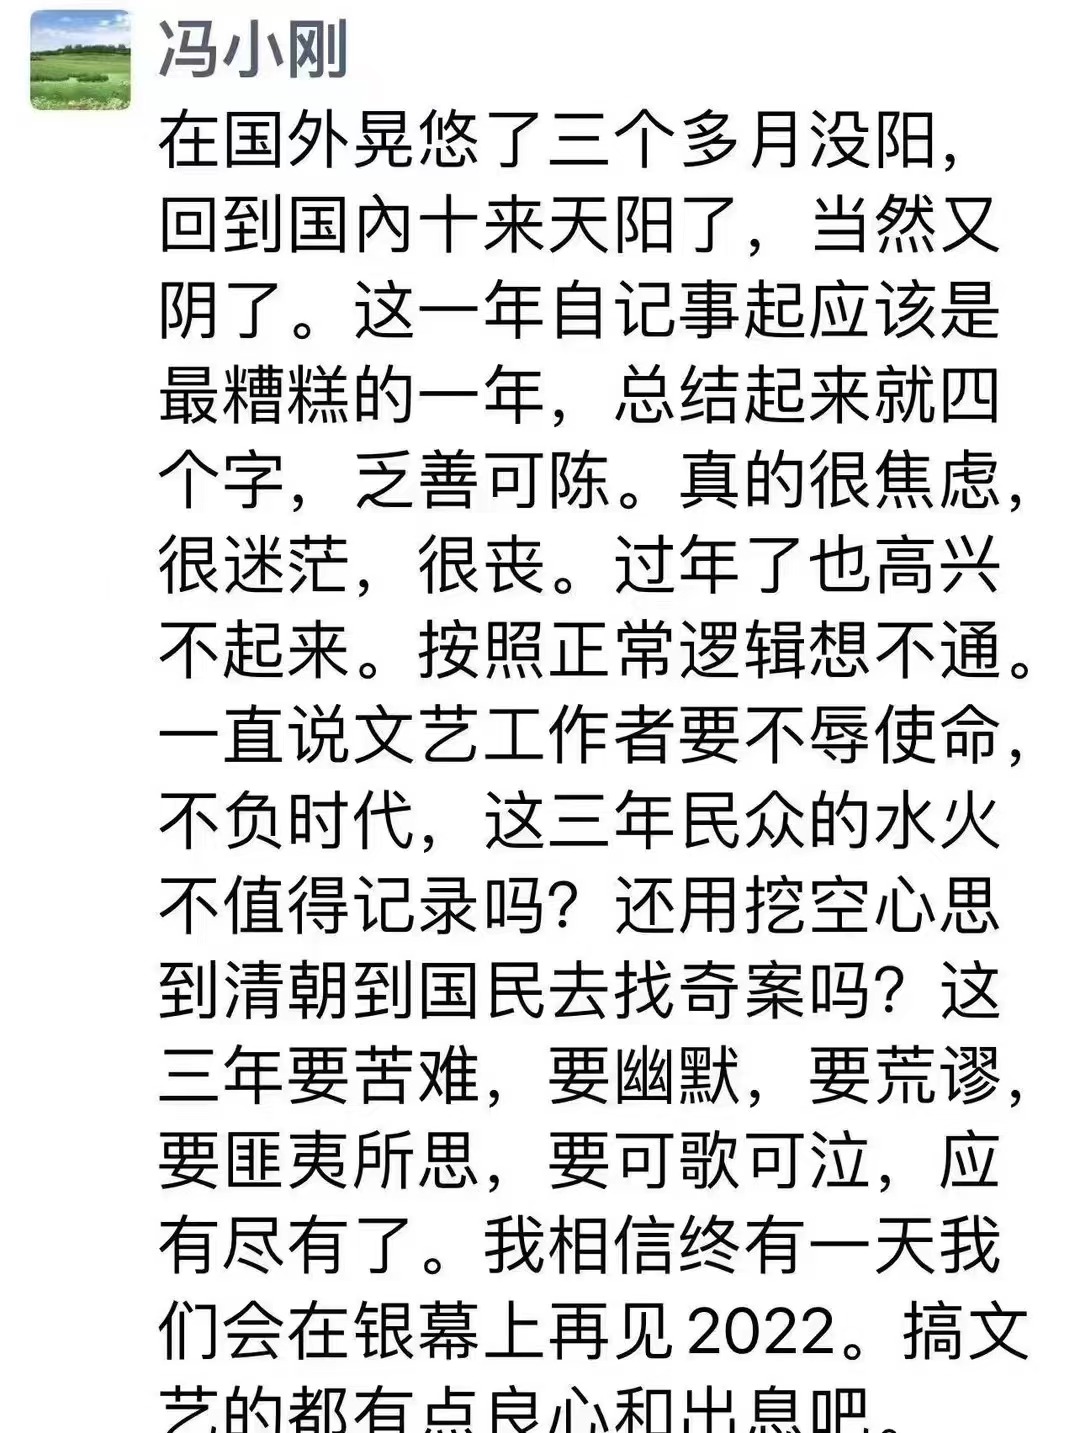 冯小刚
在国外晃悠了三个多月没阳，
回到国內十来天阳了，当然又
阴了。这一年自记事起应该是
最糟糕的一年，总结起来就四
个字，乏善可陈。真的很焦虑，
很迷茫，很丧。过年了也高兴
不起来。按照正常逻辑想不通。
一直说文艺工作者要不辱使命，
不负时代，这三年民众的水火
不值得记录吗？还用挖空心思
到清朝到国民去找奇案吗？这
三年要苦难，要幽默，要荒谬，
要匪夷所思，要可歌可泣，应
有尽有了。我相信终有一天我
们会在银幕上再见2022。搞文
艺的都有点良心和出息吧。